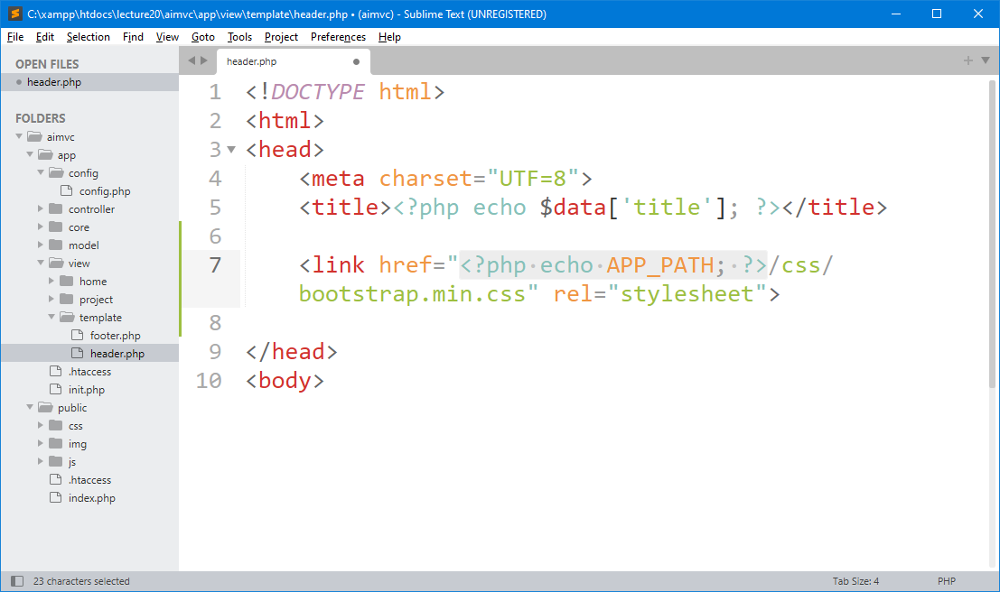 C:\xampp\htdocs\lecture20\aimvc\app\view\template\header.php • (aimvc) - Sublime Text (UNREGISTERED)
File Edit Selection Find View Goto Tools Project Preferences Help
OPEN FILES
header.php
FOLDERS
aimvc
app
config
config.php
controller
core
model
view
home
project
template
footer.php
header.php
.htaccess
init.php
public
css
img
js
.htaccess
index.php
header.php
1 <!DOCTYPE html>
2 <html>
3 <head>
4     <meta charset="UTF=8">
5     <title><?php echo $data['title']; ?></title>
6
7     <link href="<?php echo APP_PATH; ?>/css/
    bootstrap.min.css" rel="stylesheet">
8
9 </head>
10 <body>
23 characters selected Tab Size: 4 PHP